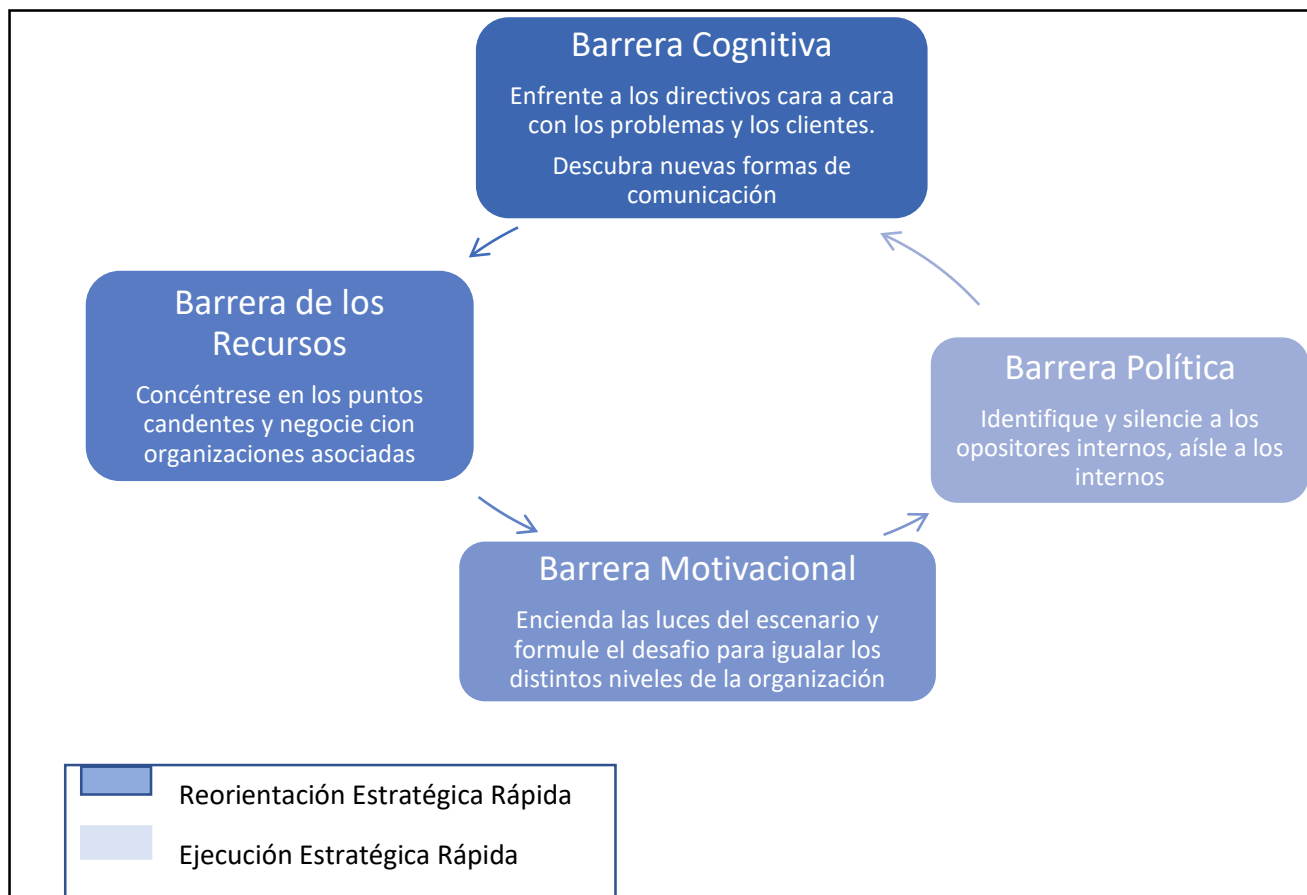 Barrera Cognitiva
Enfrente a los directivos cara a cara
con los problemas y los clientes.
Descubra nuevas formas de
comunicación
Barrera de los
Recursos
Concéntrese en los puntos
candentes y negocie cion
organizaciones asociadas
Barrera Política
Identifique y silencie a los
opositores internos, aísle a los
internos
Barrera Motivacional
Encienda las luces del escenario y
formule el desafio para igualar los
distintos niveles de la organización
Reorientación Estratégica Rápida
Ejecución Estratégica Rápida